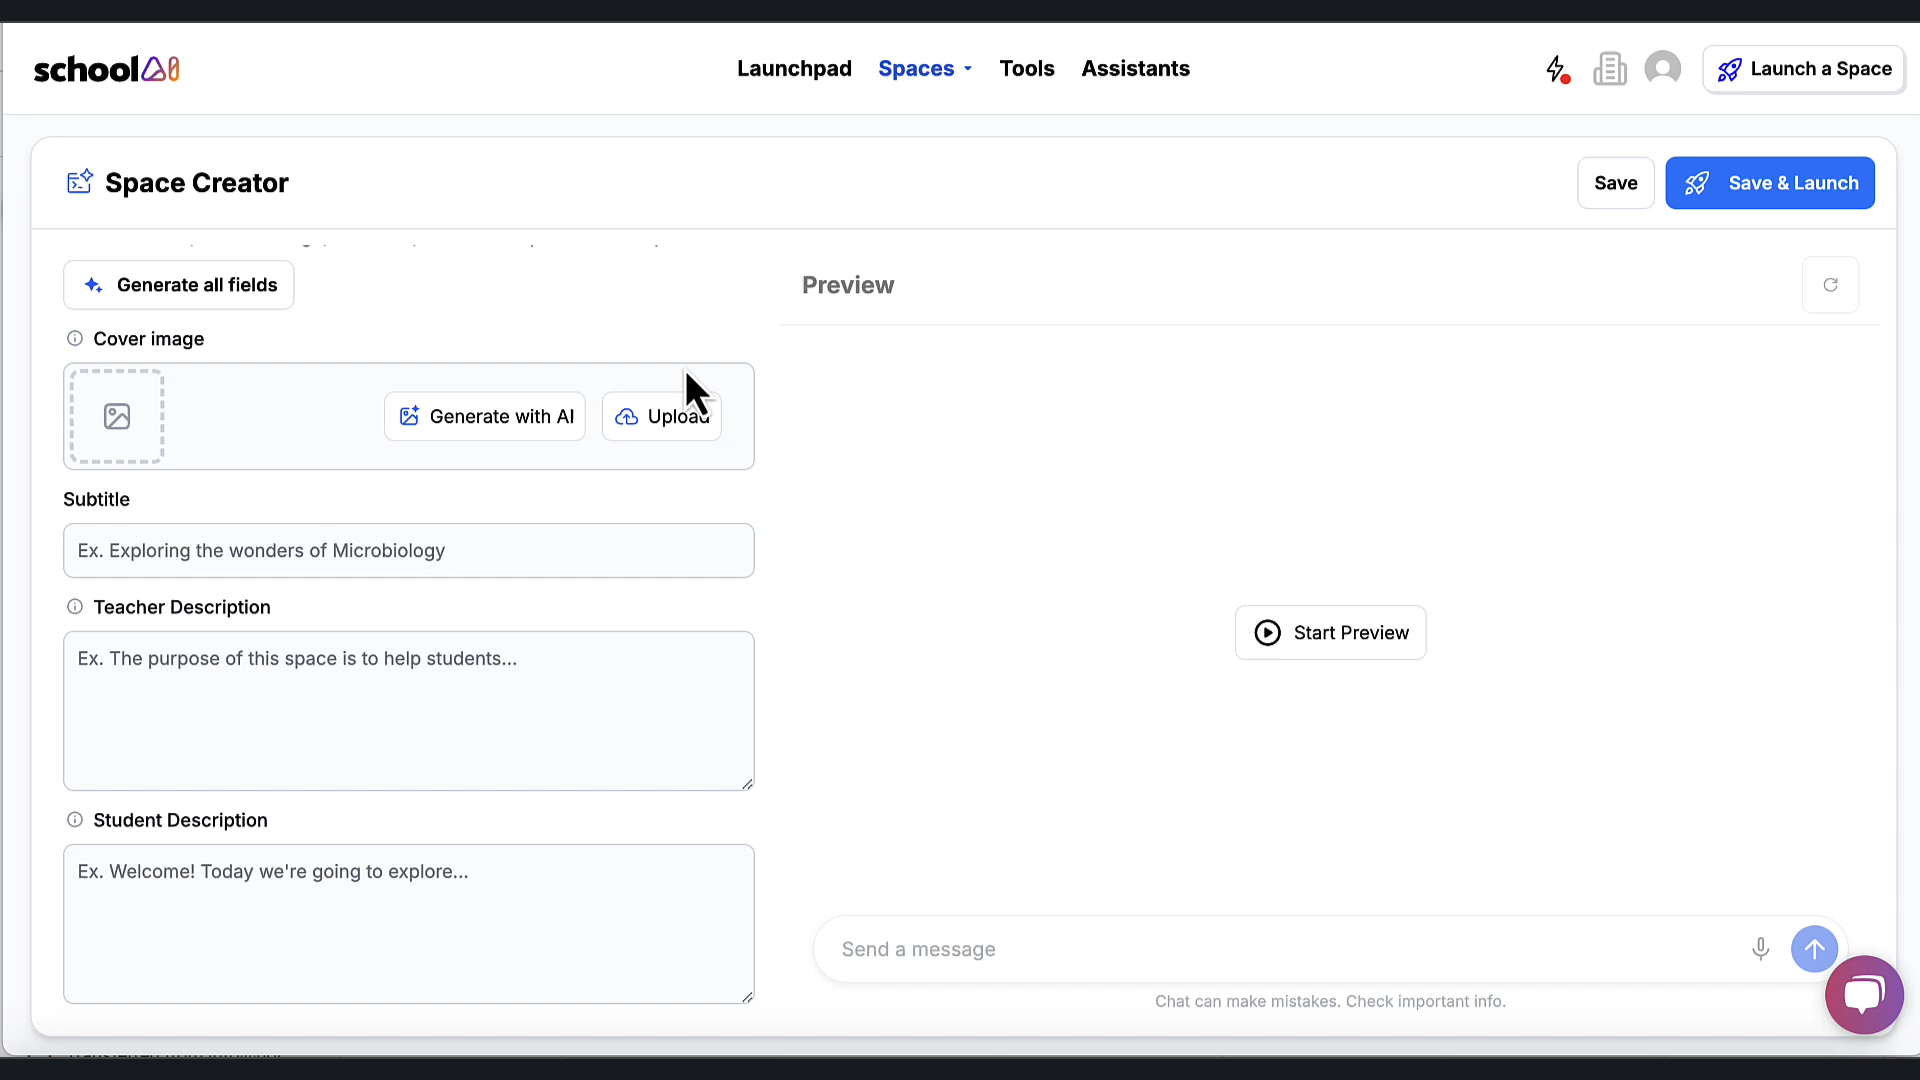 schoolAI
Launchpad
Spaces
Tools
Assistants
Launch a Space
Space Creator
Save
Save & Launch
Generate all fields
Preview
Cover image
Generate with AI
Upload
Subtitle
Ex. Exploring the wonders of Microbiology
Teacher Description
Ex. The purpose of this space is to help students...
Start Preview
Student Description
Ex. Welcome! Today we're going to explore...
Send a message
Chat can make mistakes. Check important info.